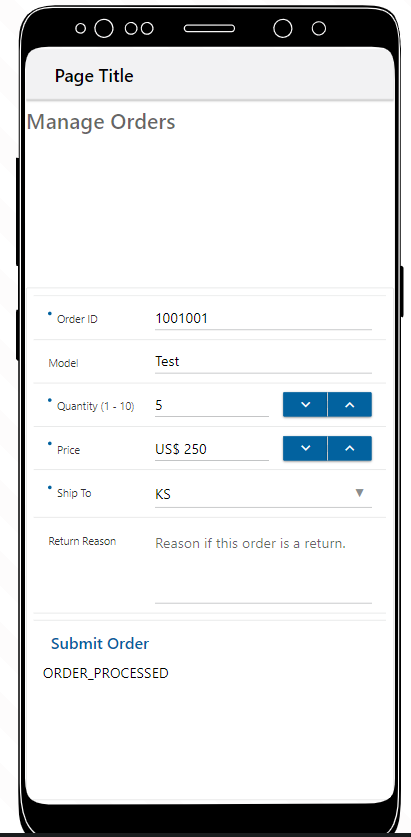 Page Title
Manage Orders
Order ID 1001001
Model Test
Quantity (1 - 10) 5
Price US$ 250
Ship To KS
Return Reason Reason if this order is a return.
Submit Order
ORDER_PROCESSED